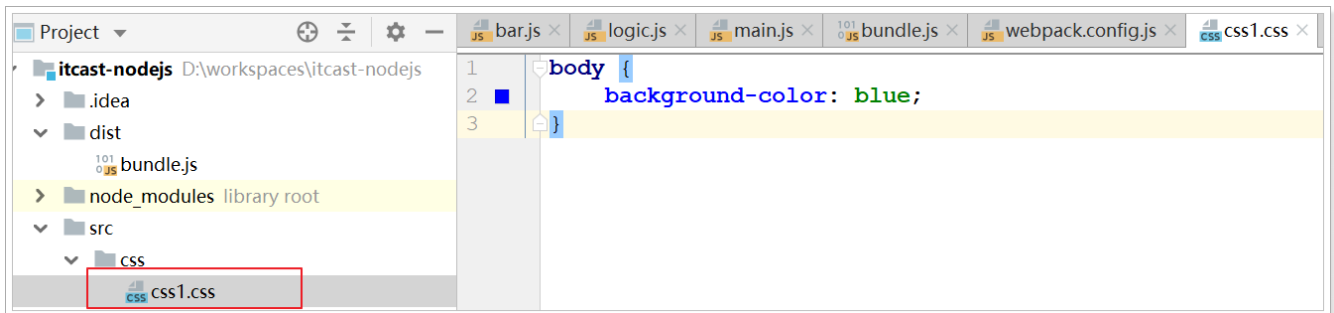 Project
bar.js logic.js main.js bundle.js webpack.config.js css1.css
itcast-nodejs D:\workspaces\itcast-nodejs
.idea
dist
bundle.js
node_modules library root
src
css
css1.css
1 body {
2 background-color: blue;
3 }